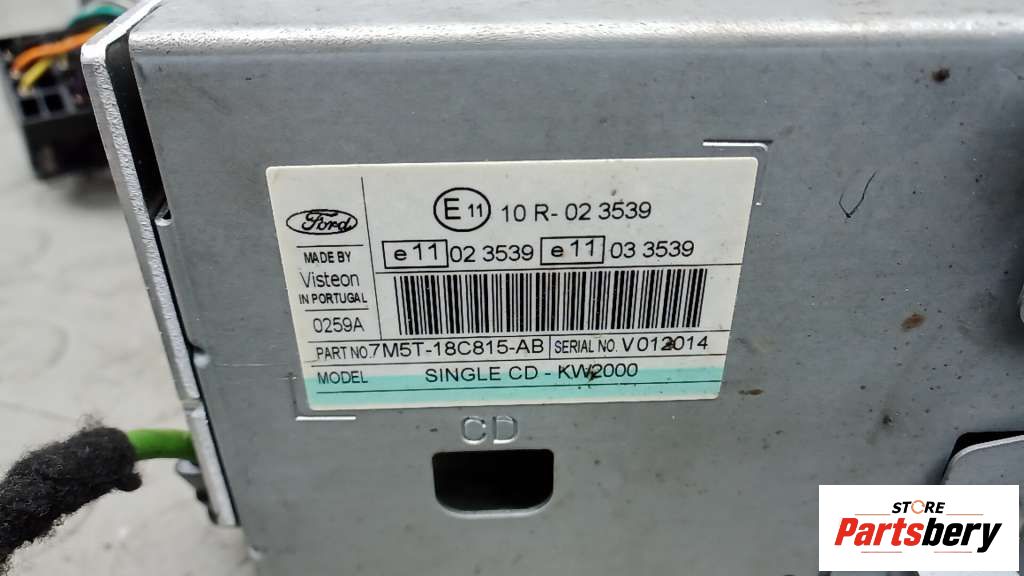 Ford
MADE BY
Visteon
IN PORTUGAL
0259A
E 11 10 R- 02 3539
e 11 02 3539 e 11 03 3539
PART NO. 7M5T-18C815-AB SERIAL NO. V 012014
MODEL SINGLE CD - KW2000
CD
STORE
Partsbery